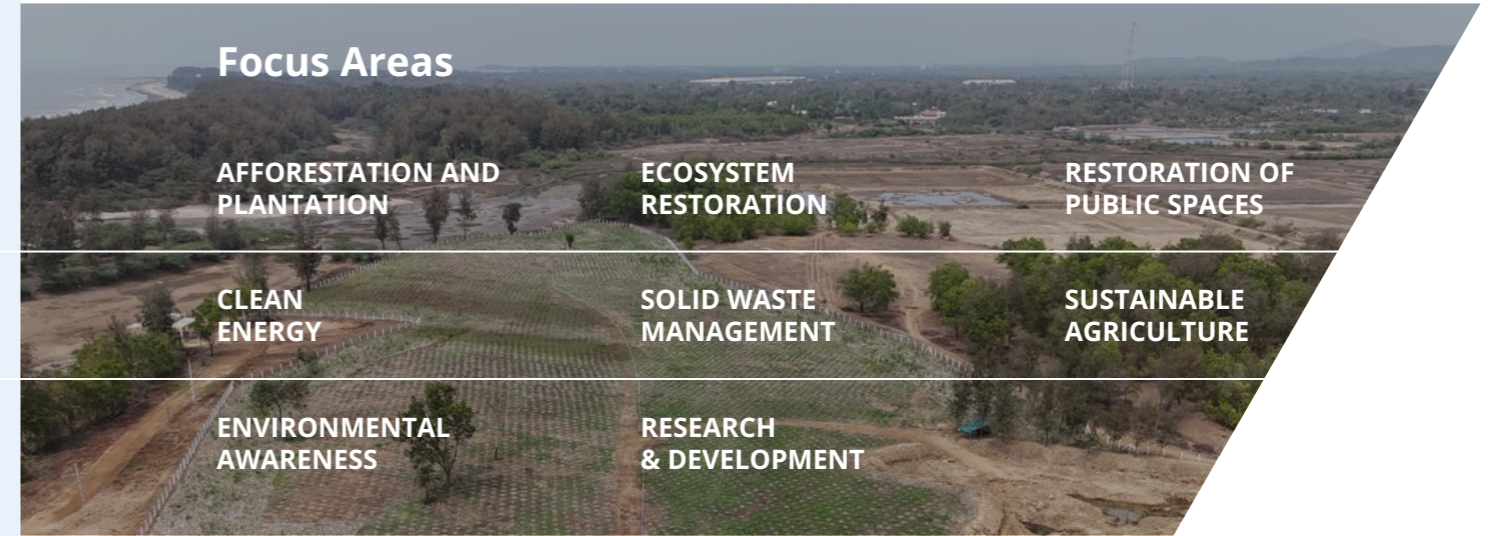 Focus Areas
AFFORESTATION AND
PLANTATION
ECOSYSTEM
RESTORATION
RESTORATION OF
PUBLIC SPACES
CLEAN
ENERGY
SOLID WASTE
MANAGEMENT
SUSTAINABLE
AGRICULTURE
ENVIRONMENTAL
AWARENESS
RESEARCH
& DEVELOPMENT